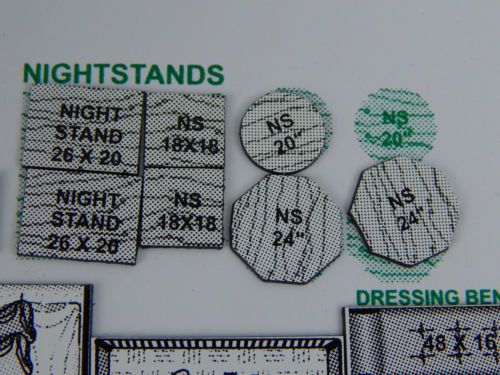 NIGHTSTANDS
NIGHT
STAND
26 X 20
NS
18X18
NS
20"
NS
20"
NIGHT
STAND
26 X 20
NS
18X18
NS
24"
NS
24"
DRESSING BEN
48 X 16